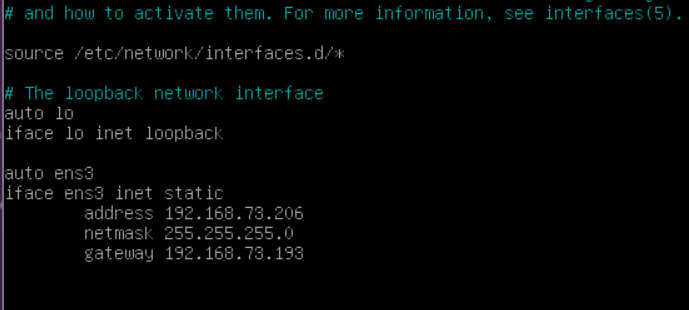 # and how to activate them. For more information, see interfaces(5).
source /etc/network/interfaces.d/*
# The loopback network interface
auto lo
iface lo inet loopback
auto ens3
iface ens3 inet static
address 192.168.73.206
netmask 255.255.255.0
gateway 192.168.73.193